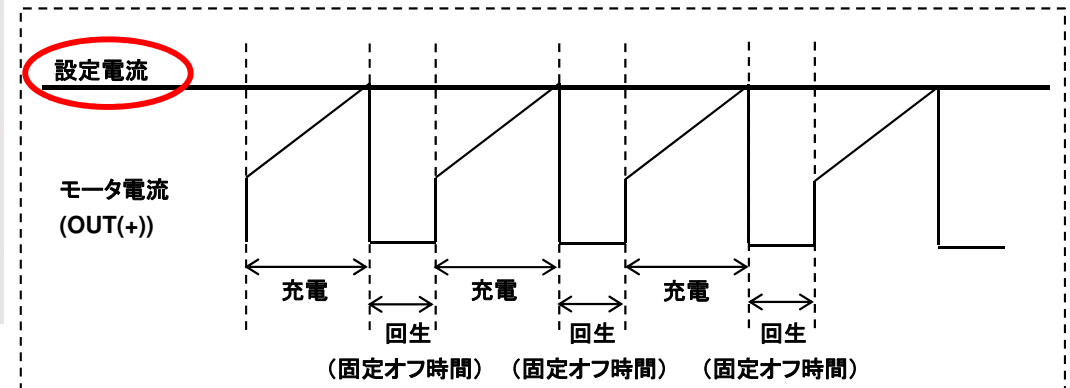 設定電流
モータ電流
(OUT(+))
充電 充電 充電
回生 回生 回生
(固定オフ時間) (固定オフ時間) (固定オフ時間)